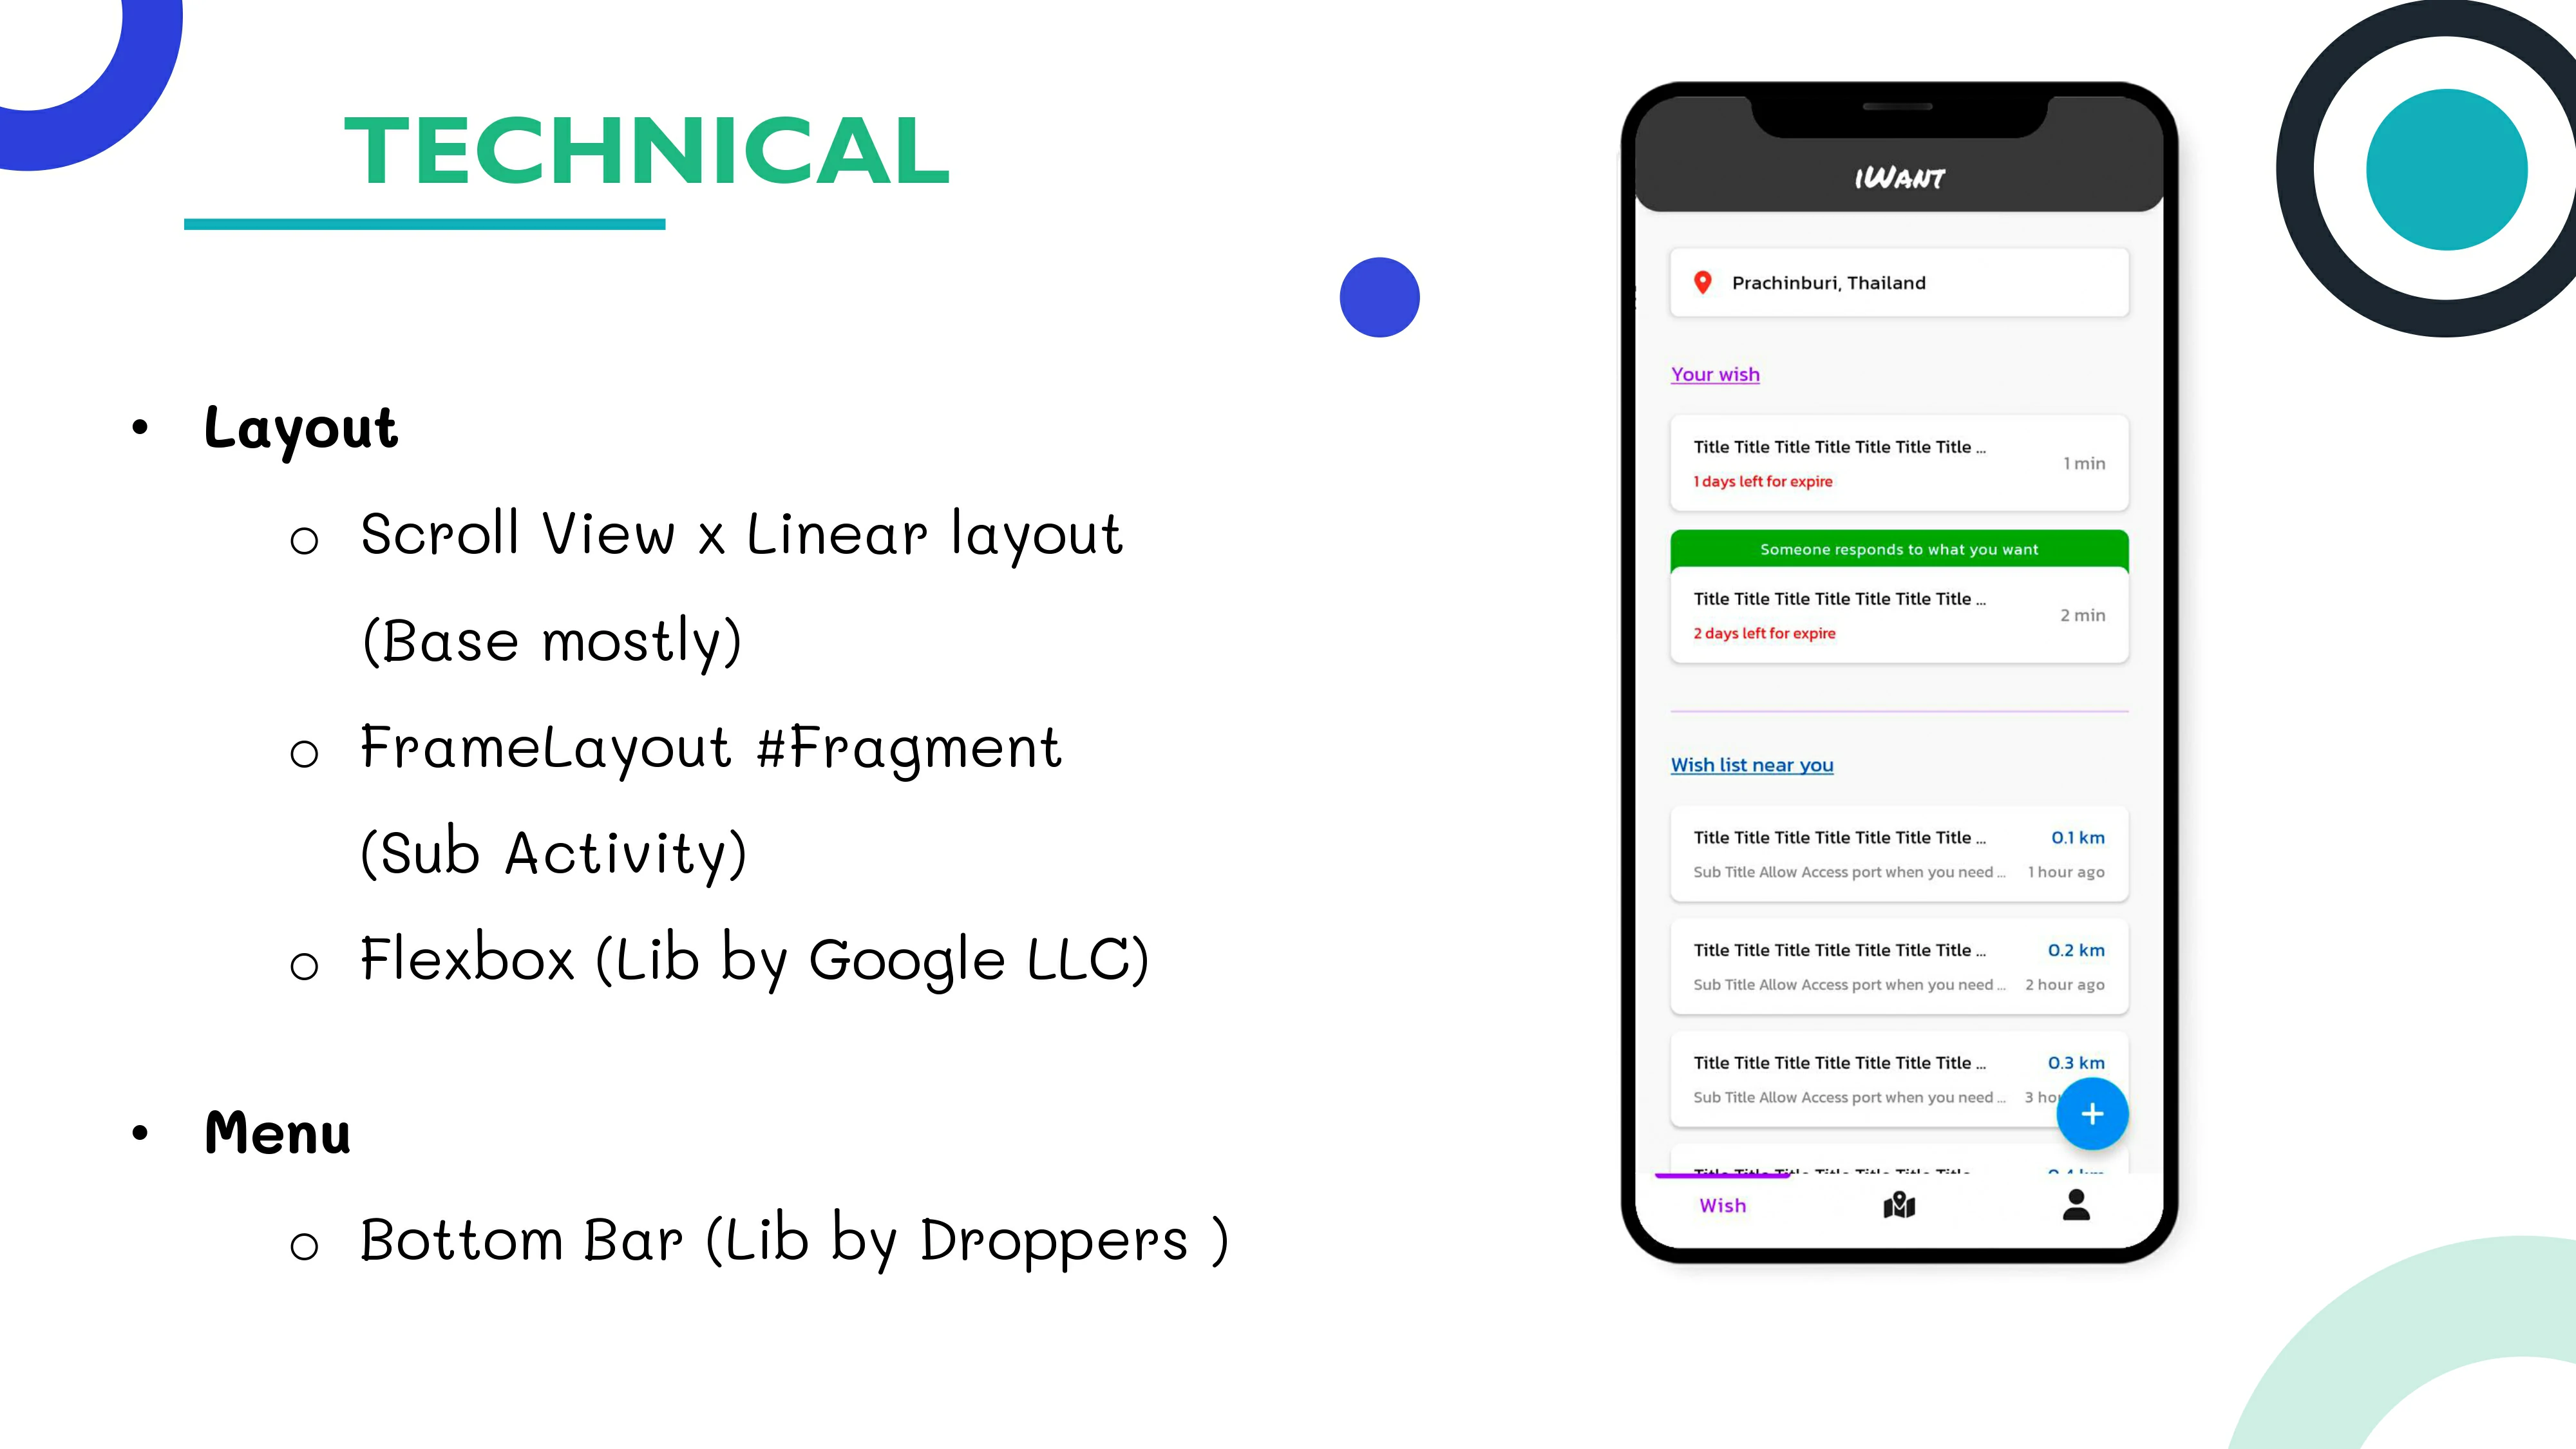 TECHNICAL
• Layout
o Scroll View x Linear layout
(Base mostly)
o FrameLayout #Fragment
(Sub Activity)
o Flexbox (Lib by Google LLC)
• Menu
o Bottom Bar (Lib by Droppers )
iWANT
Prachinburi, Thailand
Your wish
Title Title Title Title Title Title Title ...
1 min
1 days left for expire
Someone responds to what you want
Title Title Title Title Title Title Title ...
2 min
2 days left for expire
Wish list near you
Title Title Title Title Title Title Title ... 0.1 km
Sub Title Allow Access port when you need ... 1 hour ago
Title Title Title Title Title Title Title ... 0.2 km
Sub Title Allow Access port when you need ... 2 hour ago
Title Title Title Title Title Title Title ... 0.3 km
Sub Title Allow Access port when you need ... 3
+
Wish